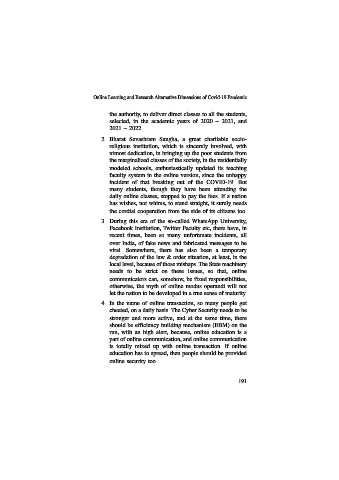 Online Learning and Research Alternative Dimensions of Covid-19 Pandemic
the authority, to deliver direct classes to all the students,
selected, in the academic years of 2020 – 2021, and
2021 – 2022.
2. Bharat Sevashram Sangha, a great charitable socio-
religious institution, which is sincerely involved, with
utmost dedication, in bringing up the poor students from
the marginalized classes of the society, in the residentially
modeled schools, enthusiastically updated its teaching
faculty system in the online version, since the unhappy
incident of that breaking out of the COVID-19. But
many students, though they have been attending the
daily online classes, stopped to pay the fees. If a nation
has wishes, not whims, to stand straight, it surely needs
the cordial cooperation from the side of its citizens too.
3. During this era of the so-called WhatsApp University,
Facebook Institution, Twitter Faculty etc, there have, in
recent times, been so many unfortunate incidents, all
over India, of fake news and fabricated messages to be
viral. Somewhere, there has also been a temporary
degradation of the law & order situation, at least, in the
local level, because of those mishaps. The State machinery
needs to be strict on these issues, so that, online
communicators can, somehow, be fixed responsibilities,
otherwise, the myth of online modus operandi will not
let the nation to be developed in a true sense of maturity.
4. In the name of online transaction, so many people get
cheated, on a daily basis. The Cyber Security needs to be
stronger and more active, and at the same time, there
should be efficiency building mechanism (EBM) on the
run, with an high alert, because, online education is a
part of online communication, and online communication
is totally mixed up with online transaction. If online
education has to spread, then people should be provided
online security too.
191